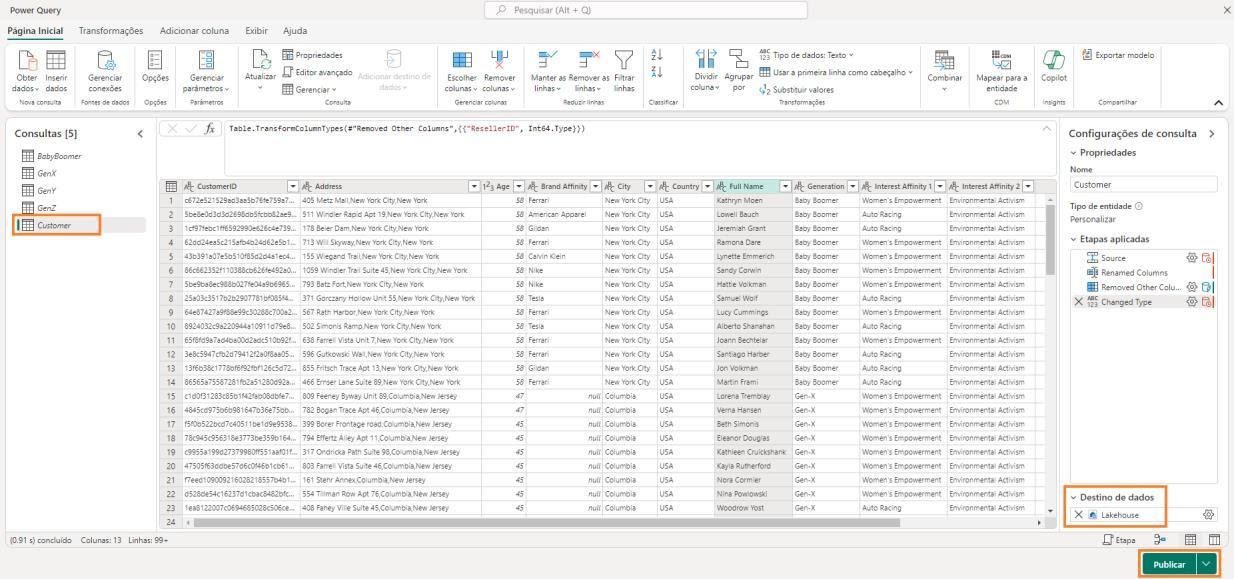 Power Query
Pesquisar (Alt + Q)
Página Inicial Transformações Adicionar coluna Exibir Ajuda
Obter dados Inserir dados
Nova consulta
Gerenciar conexões
Fontes de dados
Opções
Opções
Gerenciar parâmetros
Parâmetros
Atualizar
Propriedades
Editor avançado
Gerenciar
Adicionar destino de dados
Consulta
Escolher colunas Remover colunas
Gerenciar colunas
Manter as linhas Remover as linhas Filtrar linhas
Reduzir linhas
Classificar
Dividir coluna Agrupar por
Tipo de dados: Texto
Usar a primeira linha como cabeçalho
Substituir valores
Transformações
Combinar
Mapear para a entidade
CDM
Copilot
Insights
Exportar modelo
Compartilhar
Consultas [5]
BabyBoomer
GenX
GenY
GenZ
Customer
Table.TransformColumnTypes(#"Removed Other Columns",{{"ResellerID", Int64.Type}})
CustomerID Address Age Brand Affinity City Country Full Name Generation Interest Affinity 1 Interest Affinity 2
1 405 Metz Mall,New York City,New York 58 Ferrari New York City USA Kathryn Moen Baby Boomer Women's Empowerment Environmental Activism
2 511 Windler Rapid Apt 19,New York City,New York 58 American Apparel New York City USA Lowell Bauch Baby Boomer Auto Racing Environmental Activism
3 178 Beier Dam,New York City,New York 58 Gildan New York City USA Jeremiah Grant Baby Boomer Auto Racing Environmental Activism
4 713 Will Skyway,New York City,New York 58 Ferrari New York City USA Ramona Dare Baby Boomer Women's Empowerment Environmental Activism
5 155 Wiegand Trail,New York City,New York 58 Calvin Klein New York City USA Lynette Emmerich Baby Boomer Women's Empowerment Environmental Activism
6 1059 Windler Trail Suite 45,New York City,New York 58 Nike New York City USA Sandy Corwin Baby Boomer Women's Empowerment Environmental Activism
7 793 Batz Fort,New York City,New York 58 Nike New York City USA Hattie Volkman Baby Boomer Women's Empowerment Environmental Activism
8 371 Gorczany Hollow Unit 55,New York City,New York 58 Tesla New York City USA Samuel Wolf Baby Boomer Auto Racing Environmental Activism
9 567 Rath Harbor,New York City,New York 58 Ferrari New York City USA Lucy Cummings Baby Boomer Women's Empowerment Environmental Activism
10 502 Simonis Ramp,New York City,New York 58 Tesla New York City USA Alberto Shanahan Baby Boomer Auto Racing Environmental Activism
11 638 Farrell Vista Unit 7,New York City,New York 58 Ferrari New York City USA Joann Bechtelar Baby Boomer Women's Empowerment Environmental Activism
12 596 Gutkowski Wall,New York City,New York 58 Ferrari New York City USA Santiago Harber Baby Boomer Auto Racing Environmental Activism
13 855 Fritsch Trace Apt 13,New York City,New York 58 Ferrari New York City USA Jon Volkman Baby Boomer Auto Racing Environmental Activism
14 466 Ernser Lane Suite 89,New York City,New York 58 Ferrari New York City USA Martin Frami Baby Boomer Auto Racing Environmental Activism
15 809 Feeney Byway Unit 89,Columbia,New Jersey 47 null Columbia USA Lorena Tremblay Gen-X Women's Empowerment Environmental Activism
16 782 Bogan Trace Apt 46,Columbia,New Jersey 47 null Columbia USA Verna Hansen Gen-X Women's Empowerment Environmental Activism
17 399 Borer Frontage road,Columbia,New Jersey 45 null Columbia USA Beth Simonis Gen-X Women's Empowerment Environmental Activism
18 794 Effertz Alley Apt 11,Columbia,New Jersey 45 null Columbia USA Eleanor Douglas Gen-X Women's Empowerment Environmental Activism
19 317 Ondricka Path Suite 98,Columbia,New Jersey 45 null Columbia USA Kathleen Cruickshank Gen-X Women's Empowerment Environmental Activism
20 803 Farrell Vista Suite 46,Columbia,New Jersey 45 null Columbia USA Kayla Rutherford Gen-X Women's Empowerment Environmental Activism
21 161 Stehr Annex,Columbia,New Jersey 45 null Columbia USA Nora Cormier Gen-X Women's Empowerment Environmental Activism
22 554 Tillman Row Apt 76,Columbia,New Jersey 45 null Columbia USA Nina Powlowski Gen-X Women's Empowerment Environmental Activism
23 408 Fahey Ville Suite 45,Columbia,New Jersey 45 null Columbia USA Woodrow Yost Gen-X Women's Empowerment Environmental Activism
24
Configurações de consulta
Propriedades
Nome
Customer
Tipo de entidade
Personalizar
Etapas aplicadas
Source
Renamed Columns
Removed Other Colu...
Changed Type
Destino de dados
Lakehouse
(0.91 s) concluído Colunas: 13 Linhas: 99+
Etapa
Publicar